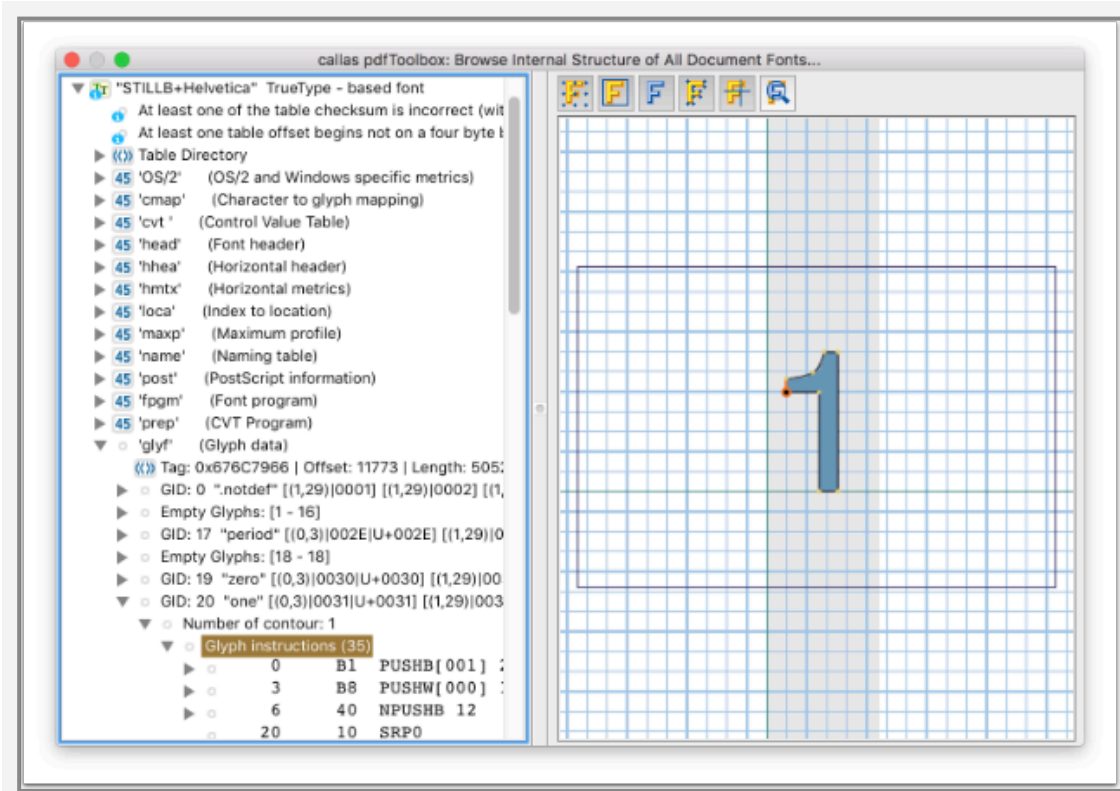 callas pdfToolbox: Browse Internal Structure of All Document Fonts...
"STILLB+Helvetica" TrueType - based font
At least one of the table checksum is incorrect (wit
At least one table offset begins not on a four byte
Table Directory
45 'OS/2' (OS/2 and Windows specific metrics)
45 'cmap' (Character to glyph mapping)
45 'cvt ' (Control Value Table)
45 'head' (Font header)
45 'hhea' (Horizontal header)
45 'hmtx' (Horizontal metrics)
45 'loca' (Index to location)
45 'maxp' (Maximum profile)
45 'name' (Naming table)
45 'post' (PostScript information)
45 'fpgm' (Font program)
45 'prep' (CVT Program)
'glyf' (Glyph data)
Tag: 0x676C7966 | Offset: 11773 | Length: 5052
GID: 0 ".notdef" [(1,29)|0001] [(1,29)|0002] [(1,
Empty Glyphs: [1 - 16]
GID: 17 "period" [(0,3)|002E|U+002E] [(1,29)|0
Empty Glyphs: [18 - 18]
GID: 19 "zero" [(0,3)|0030|U+0030] [(1,29)|00
GID: 20 "one" [(0,3)|0031|U+0031] [(1,29)|003
Number of contour: 1
Glyph instructions (35)
0 B1 PUSHB[001]
3 B8 PUSHW[000]
6 40 NPUSHB 12
20 10 SRP0
1